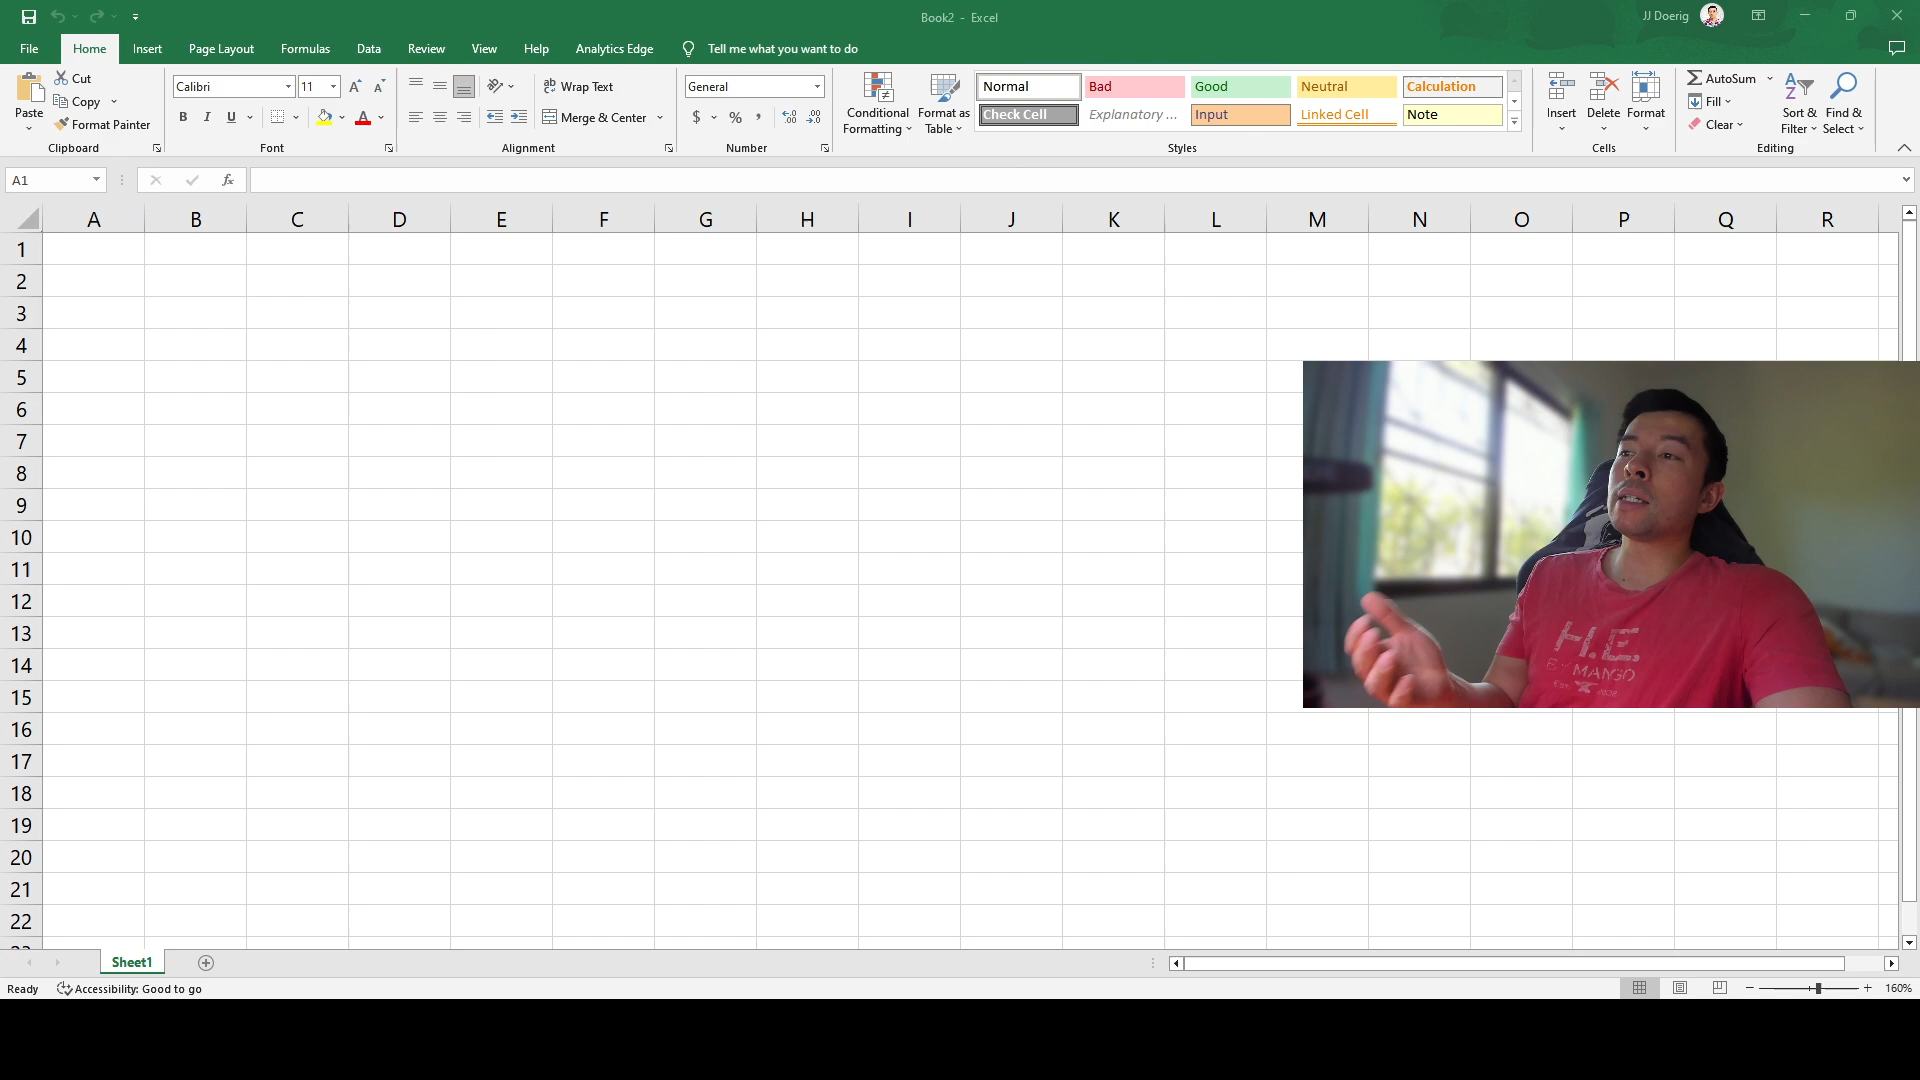 Book2 - Excel
JJ Doerig
File Home Insert Page Layout Formulas Data Review View Help Analytics Edge Tell me what you want to do
Paste
Cut
Copy
Format Painter
Clipboard
Calibri 11
B I U
Font
Wrap Text
Merge & Center
Alignment
General
$ % ,
Number
Conditional Formatting
Format as Table
Normal Bad Good Neutral Calculation
Check Cell Explanatory ... Input Linked Cell Note
Styles
Insert Delete Format
Cells
AutoSum
Fill
Clear
Sort & Filter
Find & Select
Editing
A1 fx
A B C D E F G H I J K L M N O P Q R
1
2
3
4
5
6
7
8
9
10
11
12
13
14
15
16
17
18
19
20
21
22
H.E.
BY MANGO
Sheet1
Ready Accessibility: Good to go
160%